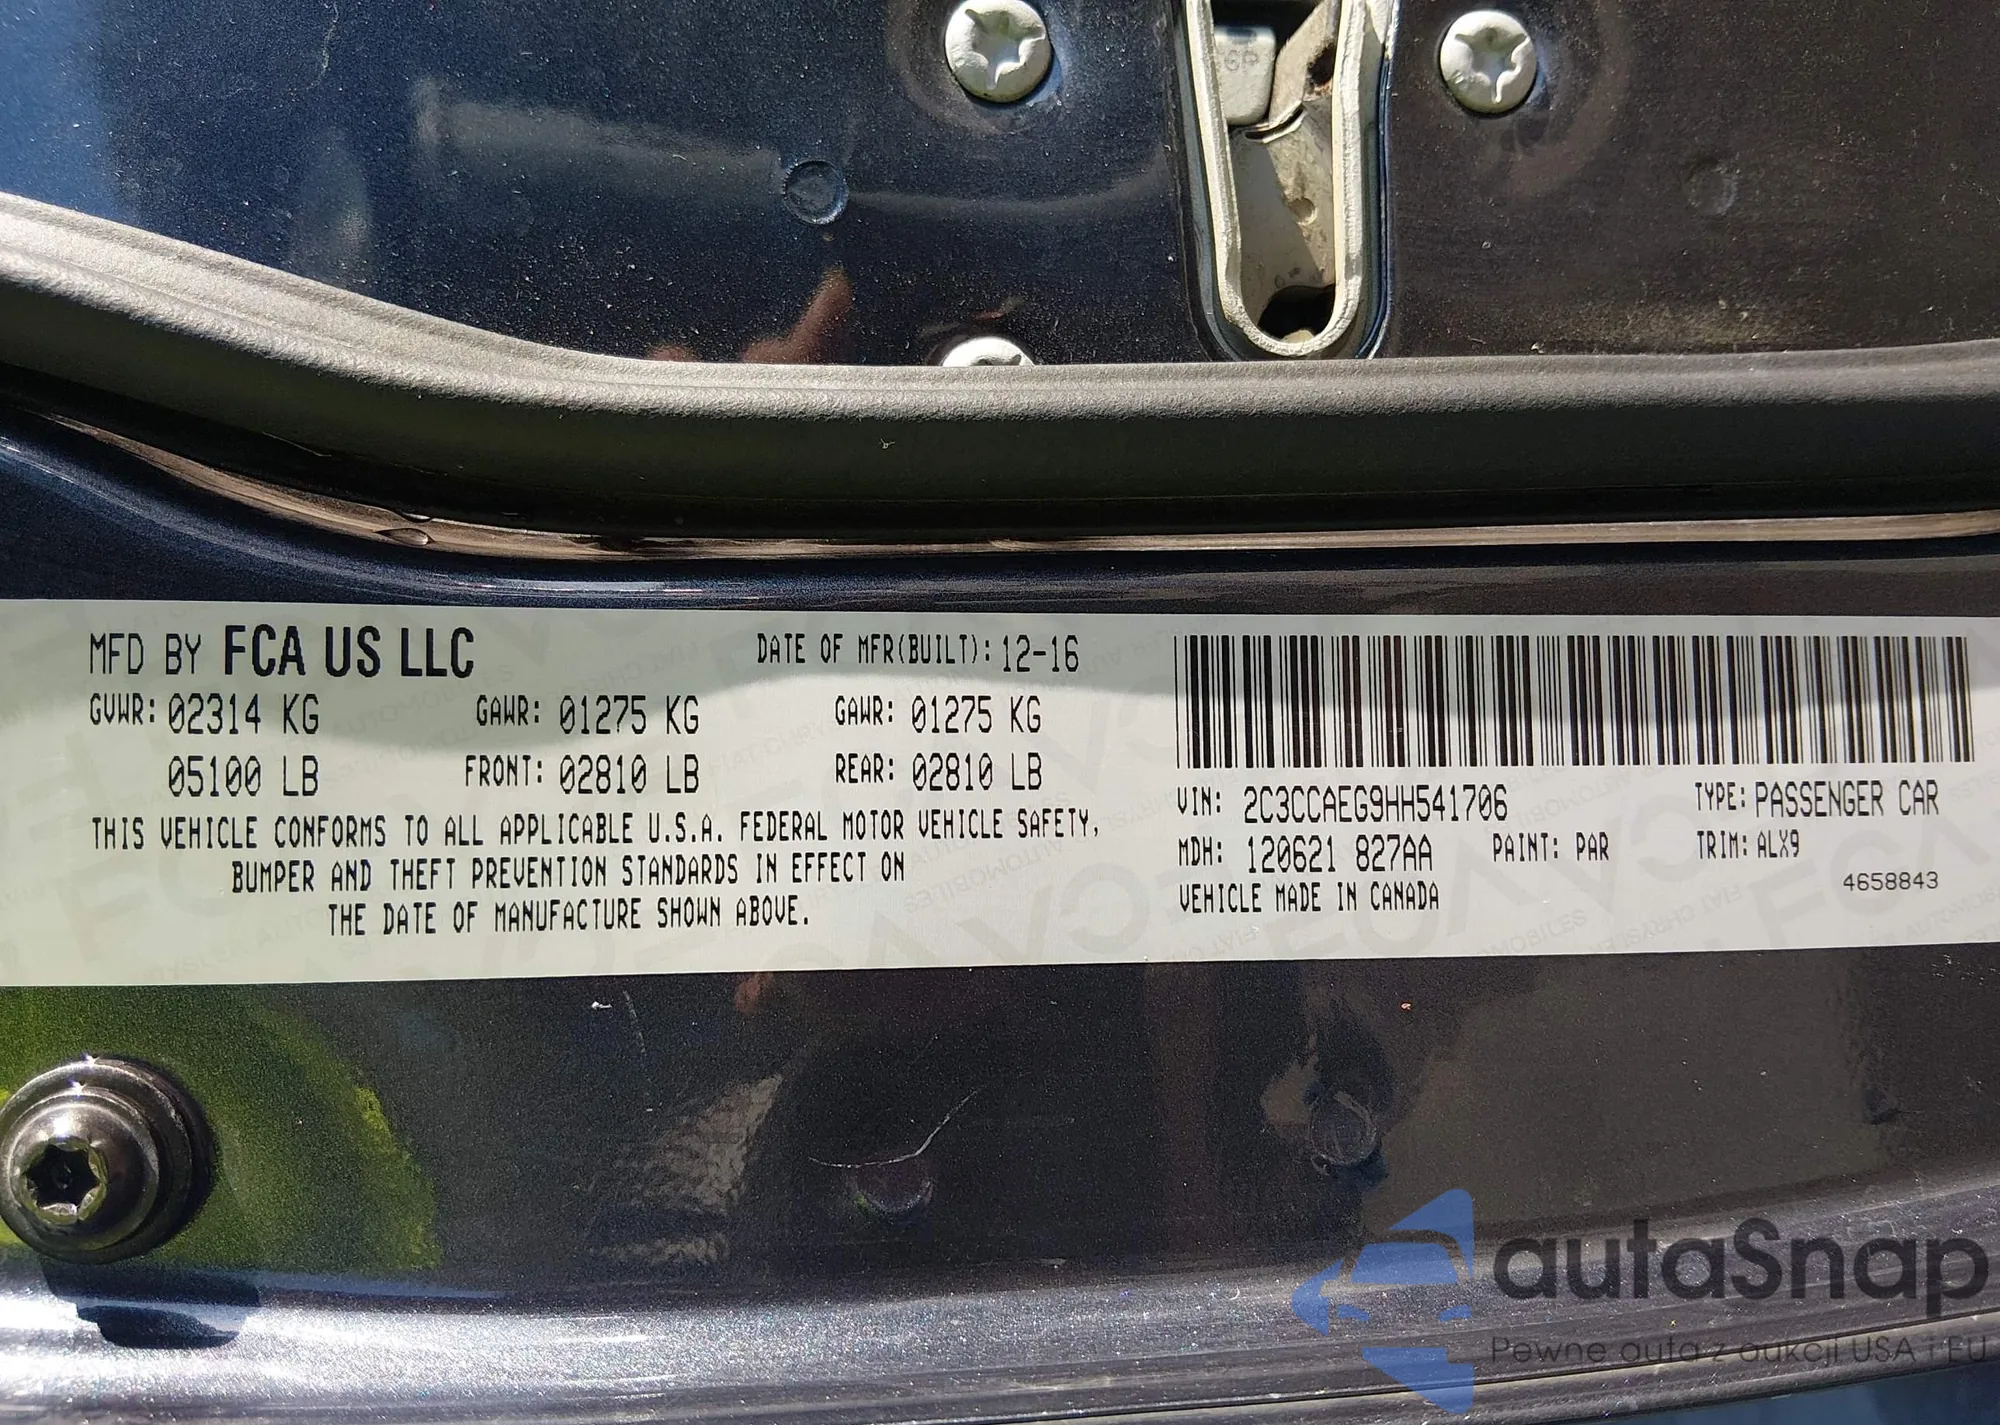 MFD BY FCA US LLC DATE OF MFR(BUILT): 12-16
GVWR: 02314 KG GAWR: 01275 KG GAWR: 01275 KG
05100 LB FRONT: 02810 LB REAR: 02810 LB
THIS VEHICLE CONFORMS TO ALL APPLICABLE U.S.A. FEDERAL MOTOR VEHICLE SAFETY,
BUMPER AND THEFT PREVENTION STANDARDS IN EFFECT ON
THE DATE OF MANUFACTURE SHOWN ABOVE.
VIN: 2C3CCAEG9HH541706 TYPE: PASSENGER CAR
MDH: 120621 827AA PAINT: PAR TRIM: ALX9
VEHICLE MADE IN CANADA 4658843
autaSnap
Pewne auta z aukcji USA i EU